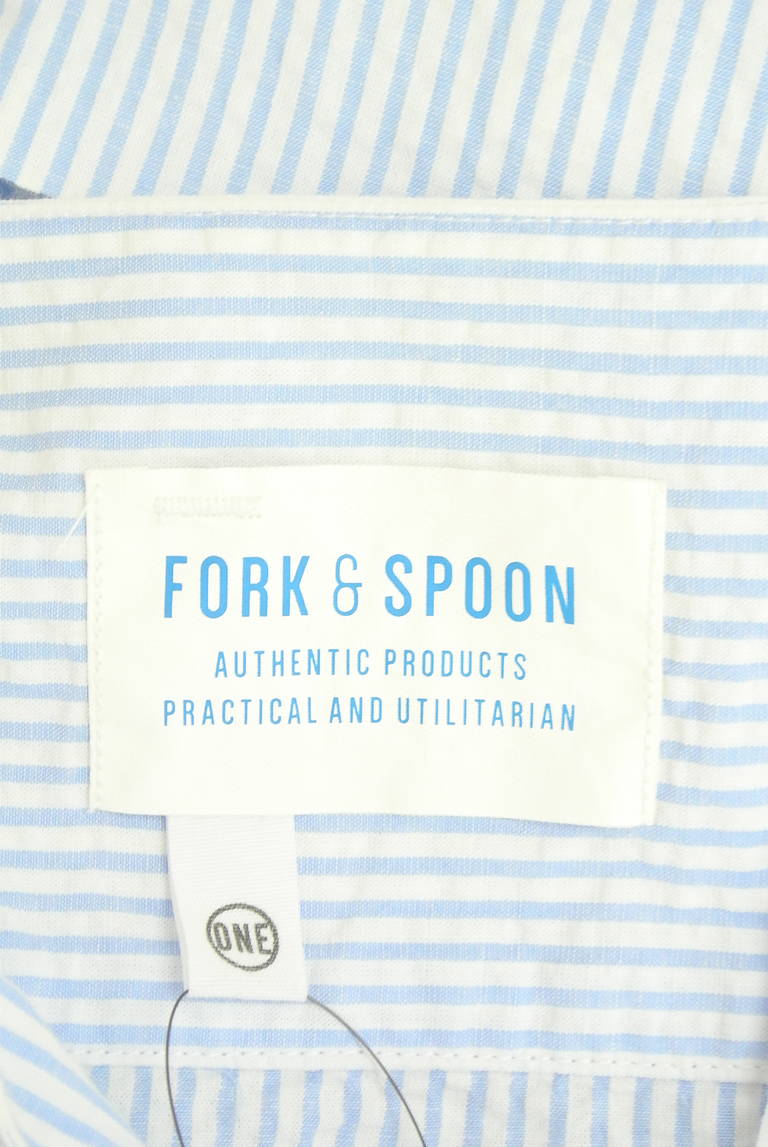 FORK & SPOON
AUTHENTIC PRODUCTS
PRACTICAL AND UTILITARIAN
ONE